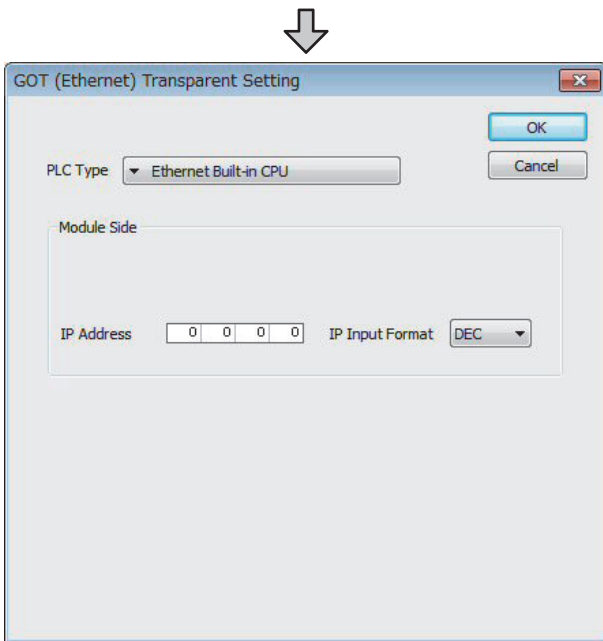 GOT (Ethernet) Transparent Setting
OK
PLC Type Ethernet Built-in CPU Cancel
Module Side
IP Address 0 0 0 0 IP Input Format DEC